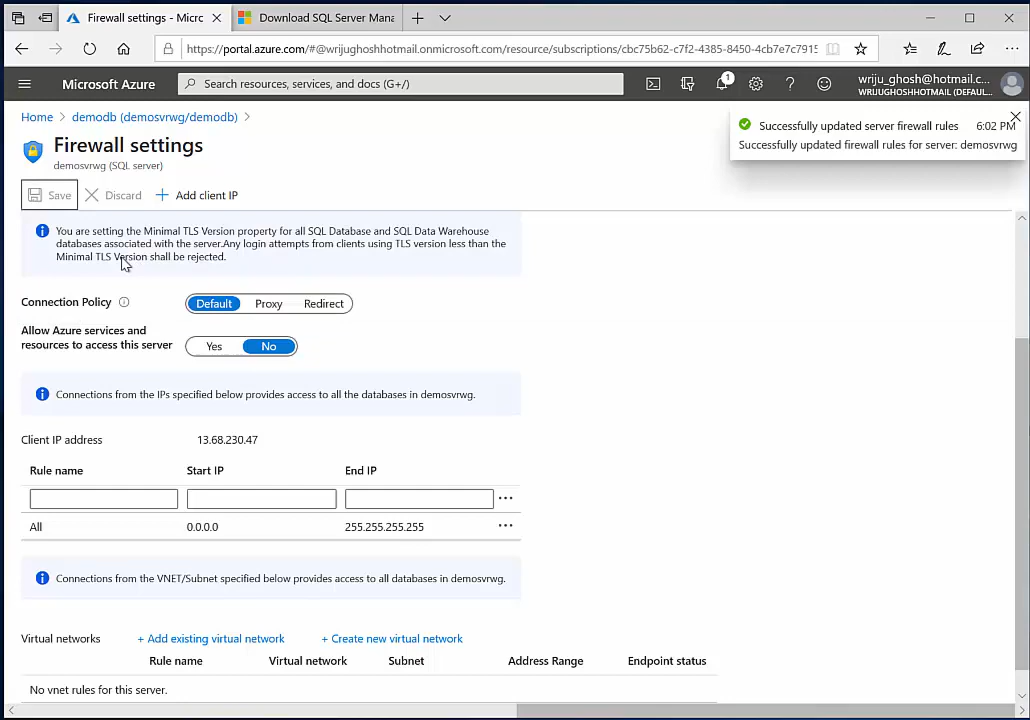 Firewall settings - Micrc
Download SQL Server Mana
https://portal.azure.com/#@wrijughoshhotmail.onmicrosoft.com/resource/subscriptions/cbc75b62-c7f2-4385-8450-4cb7e7c7915
Microsoft Azure
Search resources, services, and docs (G+/)
1
wriju_ghosh@hotmail.c...
WRIJUGHOSHHOTMAIL (DEFAUL...
Home > demodb (demosvrwg/demodb) >
Firewall settings
demosvrwg (SQL server)
Successfully updated server firewall rules 6:02 PM
Successfully updated firewall rules for server: demosvrwg
Save Discard + Add client IP
You are setting the Minimal TLS Version property for all SQL Database and SQL Data Warehouse
databases associated with the server.Any login attempts from clients using TLS version less than the
Minimal TLS Version shall be rejected.
Connection Policy Default Proxy Redirect
Allow Azure services and
resources to access this server Yes No
Connections from the IPs specified below provides access to all the databases in demosvrwg.
Client IP address 13.68.230.47
Rule name Start IP End IP
All 0.0.0.0 255.255.255.255
Connections from the VNET/Subnet specified below provides access to all databases in demosvrwg.
Virtual networks + Add existing virtual network + Create new virtual network
Rule name Virtual network Subnet Address Range Endpoint status
No vnet rules for this server.